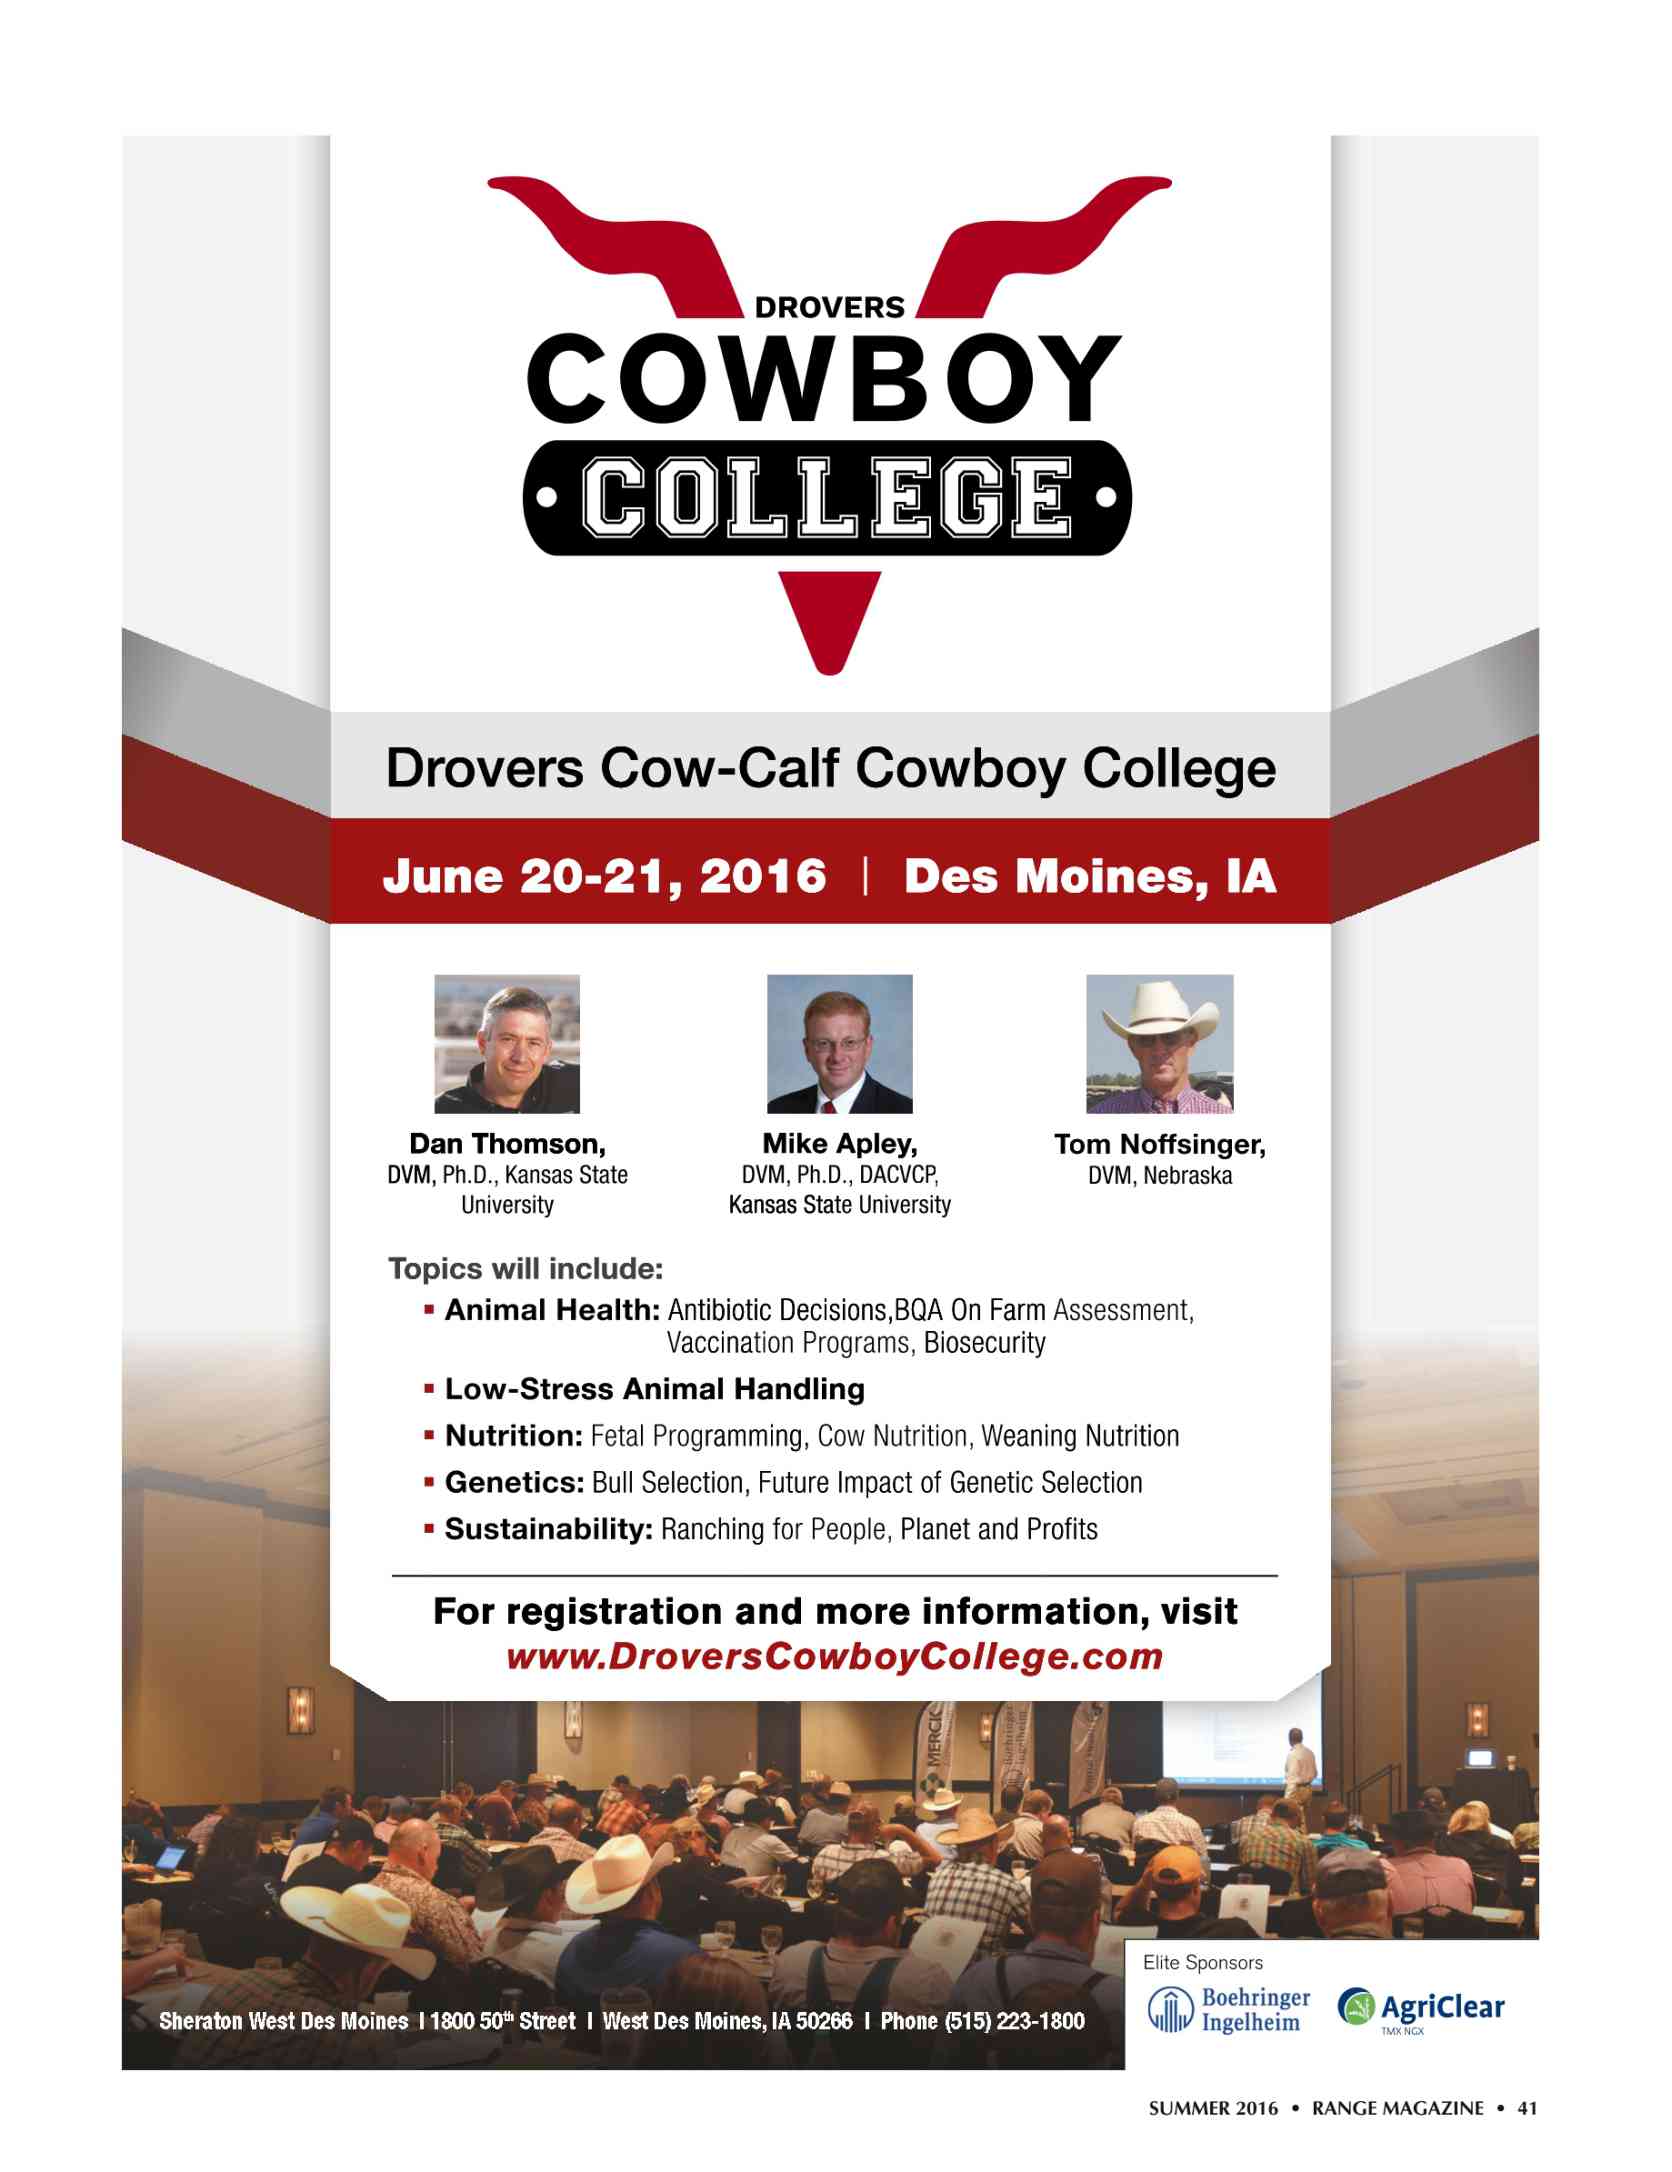 DROVERS
COWBOY
COLLEGE
Drovers Cow-Calf Cowboy College
June 20-21, 2016 | Des Moines, IA
Dan Thomson,
DVM, Ph.D., Kansas State
University
Mike Apley,
DVM, Ph.D., DACVCP,
Kansas State University
Tom Noffsinger,
DVM, Nebraska
Topics will include:
▪ Animal Health: Antibiotic Decisions,BQA On Farm Assessment,
Vaccination Programs, Biosecurity
▪ Low-Stress Animal Handling
▪ Nutrition: Fetal Programming, Cow Nutrition, Weaning Nutrition
▪ Genetics: Bull Selection, Future Impact of Genetic Selection
▪ Sustainability: Ranching for People, Planet and Profits
For registration and more information, visit
www.DroversCowboyCollege.com
MERCK
Boehringer
Ingelheim
Elite Sponsors
Boehringer
Ingelheim
AgriClear
TMX NGX
Sheraton West Des Moines I 1800 50th Street I West Des Moines, IA 50266 I Phone (515) 223-1800
SUMMER 2016 • RANGE MAGAZINE • 41